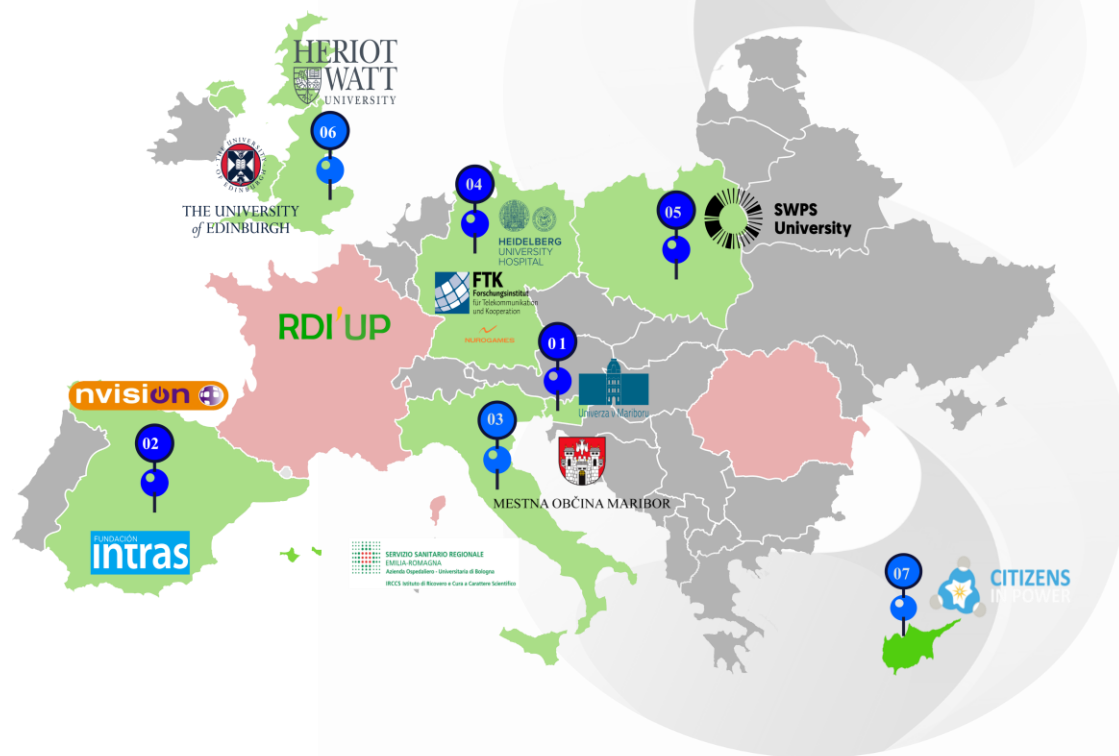 HERIOT
WATT
UNIVERSITY
06
THE UNIVERSITY
of EDINBURGH
04
HEIDELBERG
UNIVERSITY
HOSPITAL
05
SWPS
University
FTK
Forschungsinstitut
für Telekommunikation
und Kooperation
NUROGAMES
RDI'UP
01
Univerza v Mariboru
nvision
02
03
MESTNA OBČINA MARIBOR
FUNDACIÓN
intras
SERVIZIO SANITARIO REGIONALE
EMILIA-ROMAGNA
Azienda Ospedaliero - Universitaria di Bologna
IRCCS Istituto di Ricovero e Cura a Carattere Scientifico
07
CITIZENS
IN POWER